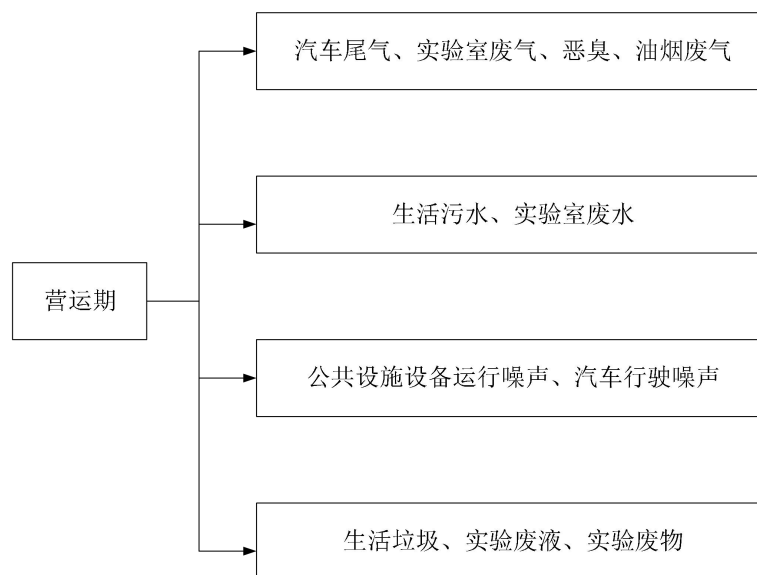 汽车尾气、实验室废气、恶臭、油烟废气
生活污水、实验室废水
营运期
公共设施设备运行噪声、汽车行驶噪声
生活垃圾、实验废液、实验废物